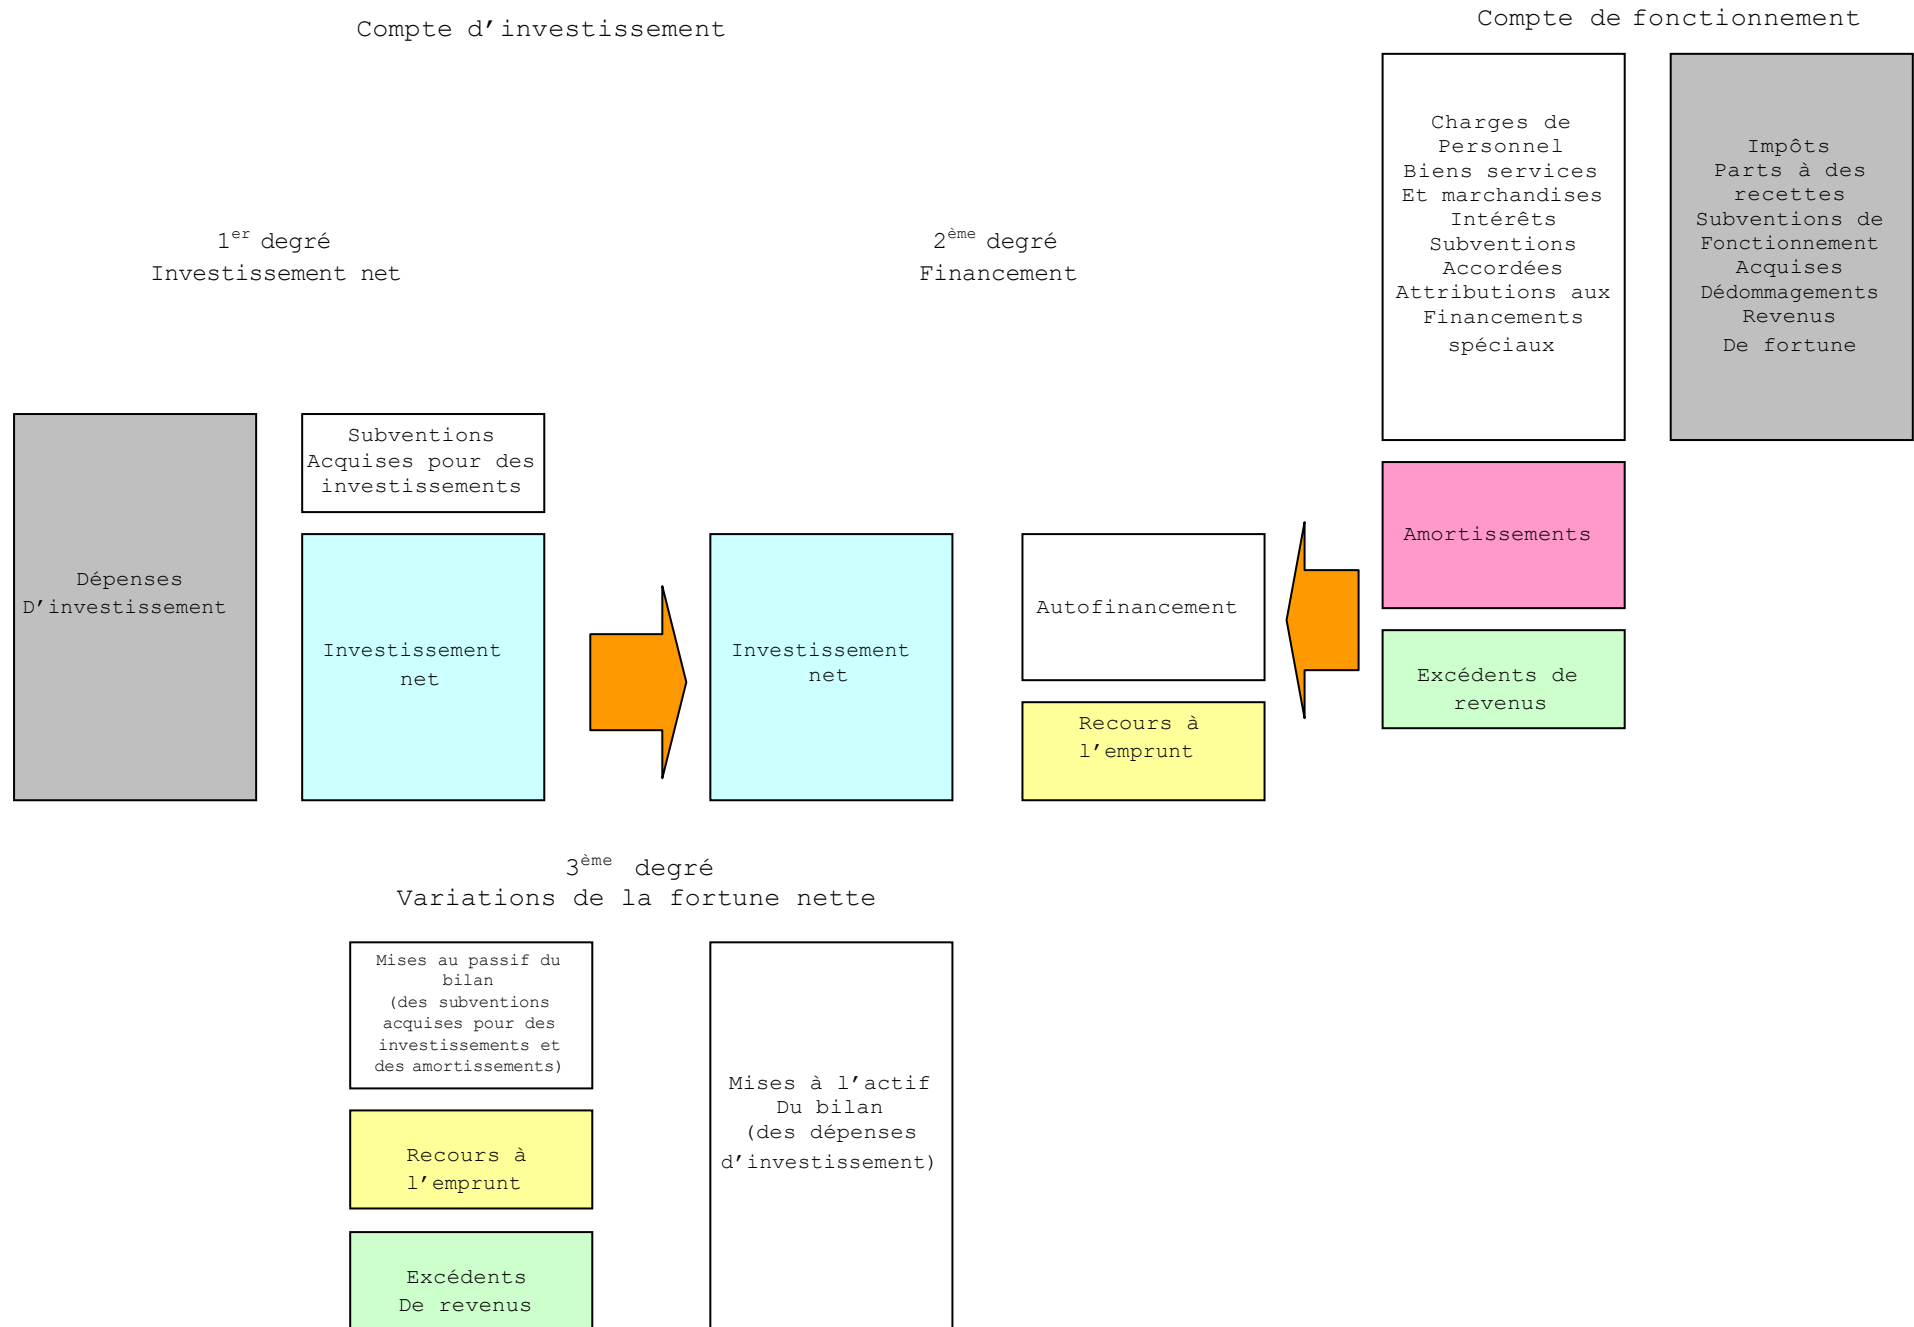 Compte d’investissement
Compte de fonctionnement
Charges de
Personnel
Biens services
Et marchandises
Intérêts
Subventions
Accordées
Attributions aux
Financements
spéciaux
Impôts
Parts à des
recettes
Subventions de
Fonctionnement
Acquises
Dédommagements
Revenus
De fortune
1er degré
Investissement net
2ème degré
Financement
Dépenses
D’investissement
Subventions
Acquises pour des
investissements
Investissement
net
Investissement
net
Autofinancement
Recours à
l’emprunt
Amortissements
Excédents de
revenus
3ème degré
Variations de la fortune nette
Mises au passif du
bilan
(des subventions
acquises pour des
investissements et
des amortissements)
Recours à
l’emprunt
Excédents
De revenus
Mises à l’actif
Du bilan
(des dépenses
d’investissement)